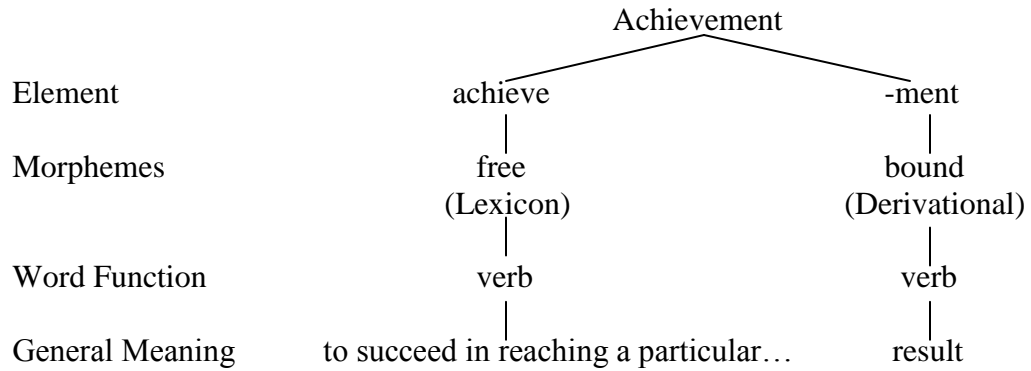 Achievement
Element achieve -ment
Morphemes free bound
(Lexicon) (Derivational)
Word Function verb verb
General Meaning to succeed in reaching a particular… result